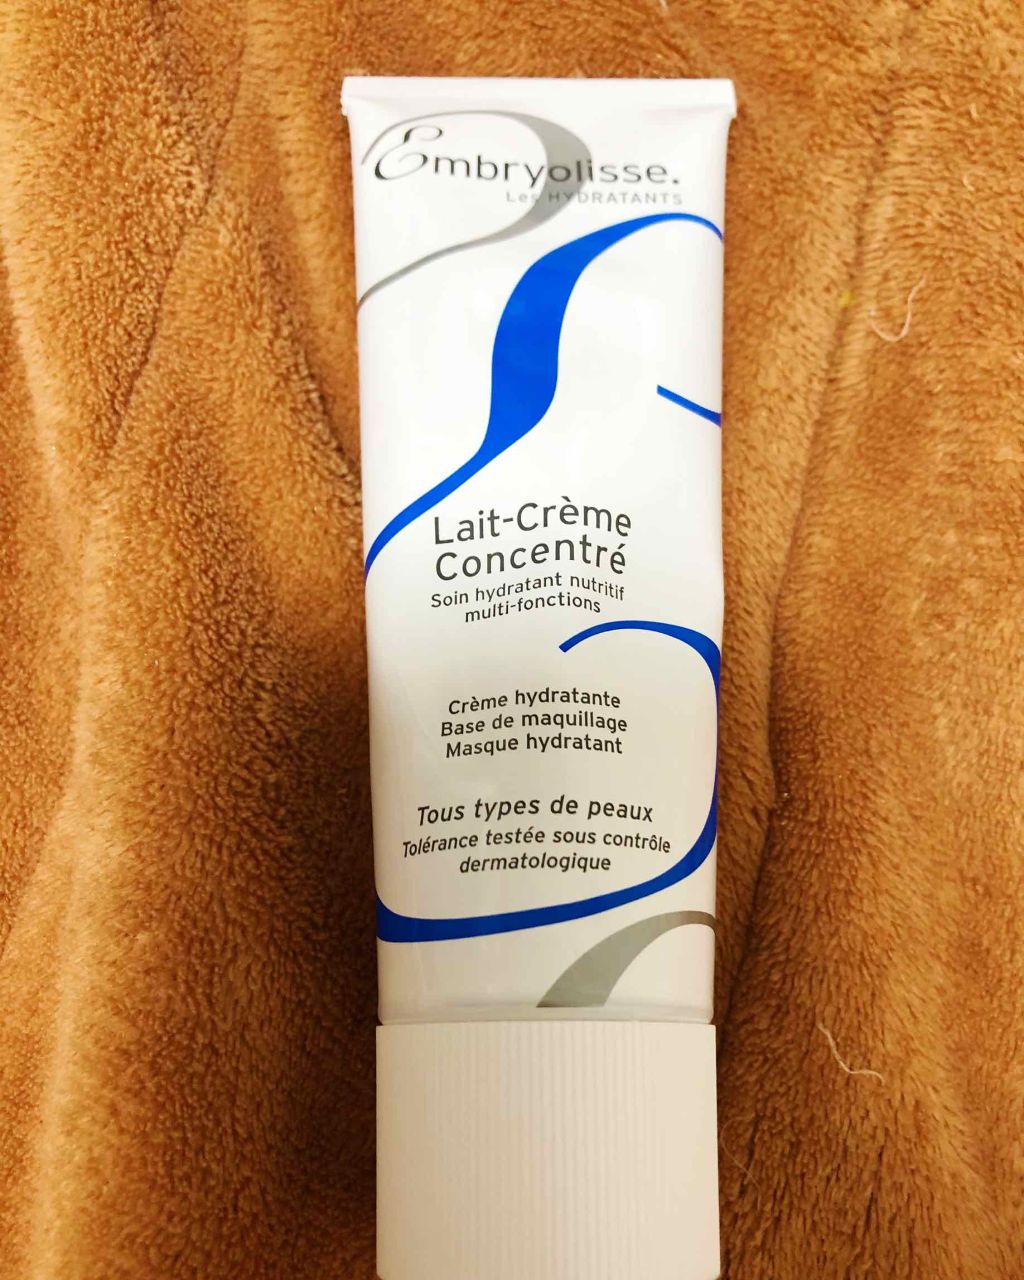 Embryolisse.
Les HYDRATANTS
Lait-Crème
Concentré
Soin hydratant nutritif
multi-fonctions
Crème hydratante
Base de maquillage
Masque hydratant
Tous types de peaux
Tolérance testée sous contrôle
dermatologique